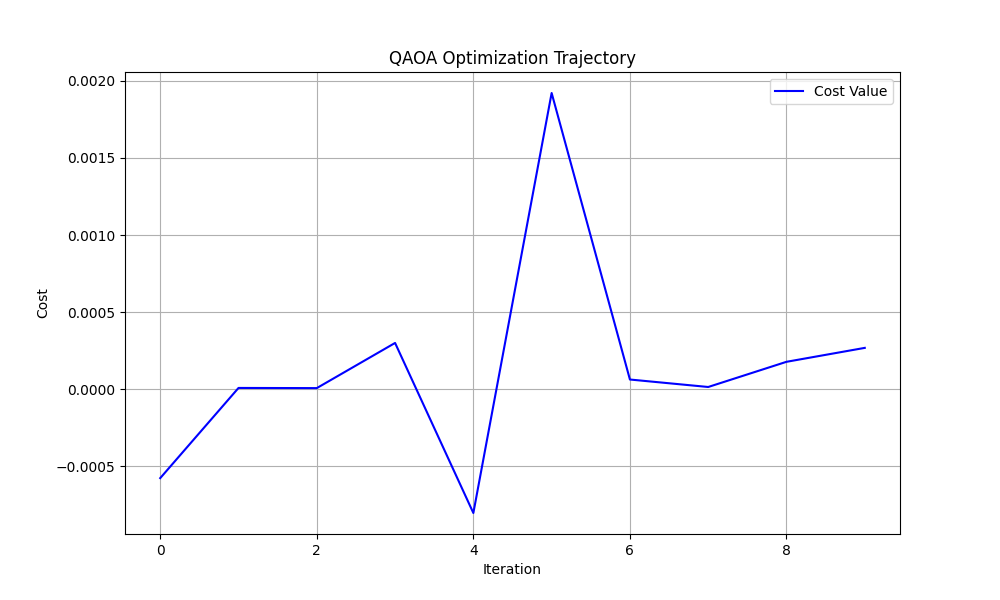 QAOA Optimization Trajectory
Cost Value
0.0020
0.0015
0.0010
0.0005
0.0000
−0.0005
Cost
0 2 4 6 8
Iteration